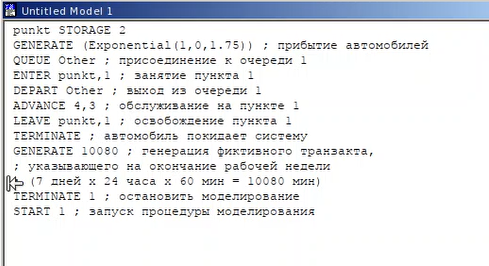 Untitled Model 1
punkt STORAGE 2
GENERATE (Exponential(1,0,1.75)) ; прибытие автомобилей
QUEUE Other ; присоединение к очереди 1
ENTER punkt,1 ; занятие пункта 1
DEPART Other ; выход из очереди 1
ADVANCE 4,3 ; обслуживание на пункте 1
LEAVE punkt,1 ; освобождение пункта 1
TERMINATE ; автомобиль покидает систему
GENERATE 10080 ; генерация фиктивного транзакта,
; указывающего на окончание рабочей недели
(7 дней x 24 часа x 60 мин = 10080 мин)
TERMINATE 1 ; остановить моделирование
START 1 ; запуск процедуры моделирования